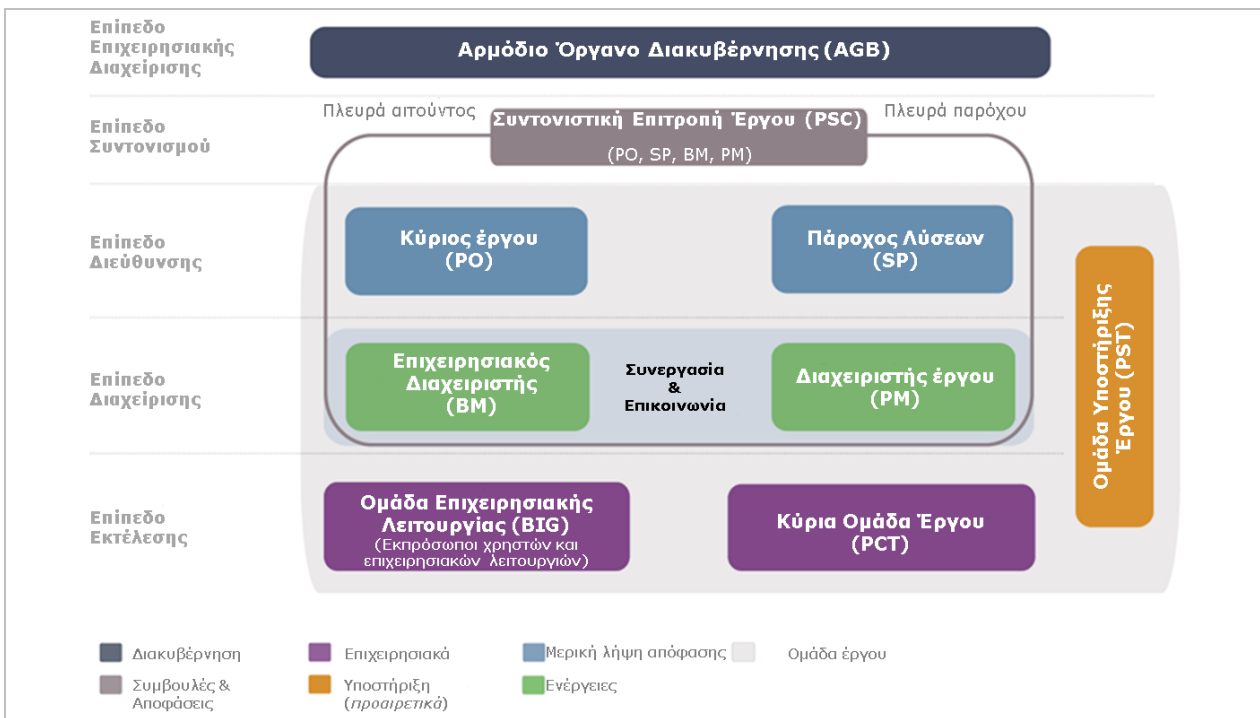 Επίπεδο
Επιχειρησιακής
Διαχείρισης
Αρμόδιο Όργανο Διακυβέρνησης (AGB)
Πλευρά αιτούντος
Συντονιστική Επιτροπή Έργου (PSC)
(PO, SP, BM, PM)
Πλευρά παρόχου
Επίπεδο
Συντονισμού
Επίπεδο
Διεύθυνσης
Κύριος έργου
(PO)
Πάροχος Λύσεων
(SP)
Ομάδα Υποστήριξης
Έργου (PST)
Επίπεδο
Διαχείρισης
Επιχειρησιακός
Διαχειριστής
(BM)
Συνεργασία
&
Επικοινωνία
Διαχειριστής έργου
(PM)
Επίπεδο
Εκτέλεσης
Ομάδα Επιχειρησιακής
Λειτουργίας (BIG)
(Εκπρόσωποι χρηστών και
επιχειρησιακών λειτουργιών)
Κύρια Ομάδα Έργου
(PCT)
Διακυβέρνηση
Επιχειρησιακά
Μερική λήψη απόφασης
Ομάδα έργου
Συμβουλές &
Αποφάσεις
Υποστήριξη
(προαιρετικά)
Ενέργειες